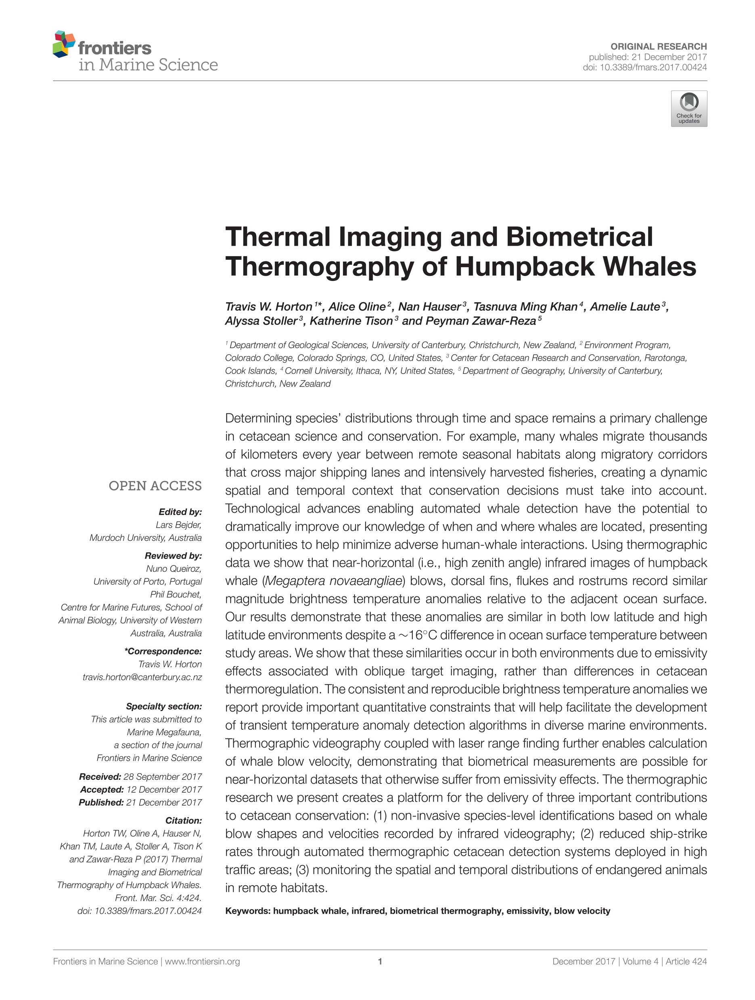 frontiers
in Marine Science
ORIGINAL RESEARCH
published: 21 December 2017
doi: 10.3389/fmars.2017.00424
Check for
updates
Thermal Imaging and Biometrical
Thermography of Humpback Whales
Travis W. Horton 1*, Alice Oline 2, Nan Hauser 3, Tasnuva Ming Khan 4, Amelie Laute 3,
Alyssa Stoller 3, Katherine Tison 3 and Peyman Zawar-Reza 5
1 Department of Geological Sciences, University of Canterbury, Christchurch, New Zealand, 2 Environment Program,
Colorado College, Colorado Springs, CO, United States, 3 Center for Cetacean Research and Conservation, Rarotonga,
Cook Islands, 4 Cornell University, Ithaca, NY, United States, 5 Department of Geography, University of Canterbury,
Christchurch, New Zealand
OPEN ACCESS
Edited by:
Lars Bejder,
Murdoch University, Australia
Reviewed by:
Nuno Queiroz,
University of Porto, Portugal
Phil Bouchet,
Centre for Marine Futures, School of
Animal Biology, University of Western
Australia, Australia
*Correspondence:
Travis W. Horton
travis.horton@canterbury.ac.nz
Specialty section:
This article was submitted to
Marine Megafauna,
a section of the journal
Frontiers in Marine Science
Received: 28 September 2017
Accepted: 12 December 2017
Published: 21 December 2017
Citation:
Horton TW, Oline A, Hauser N,
Khan TM, Laute A, Stoller A, Tison K
and Zawar-Reza P (2017) Thermal
Imaging and Biometrical
Thermography of Humpback Whales.
Front. Mar. Sci. 4:424.
doi: 10.3389/fmars.2017.00424
Determining species’ distributions through time and space remains a primary challenge
in cetacean science and conservation. For example, many whales migrate thousands
of kilometers every year between remote seasonal habitats along migratory corridors
that cross major shipping lanes and intensively harvested fisheries, creating a dynamic
spatial and temporal context that conservation decisions must take into account.
Technological advances enabling automated whale detection have the potential to
dramatically improve our knowledge of when and where whales are located, presenting
opportunities to help minimize adverse human-whale interactions. Using thermographic
data we show that near-horizontal (i.e., high zenith angle) infrared images of humpback
whale (Megaptera novaeangliae) blows, dorsal fins, flukes and rostrums record similar
magnitude brightness temperature anomalies relative to the adjacent ocean surface.
Our results demonstrate that these anomalies are similar in both low latitude and high
latitude environments despite a ∼16°C difference in ocean surface temperature between
study areas. We show that these similarities occur in both environments due to emissivity
effects associated with oblique target imaging, rather than differences in cetacean
thermoregulation. The consistent and reproducible brightness temperature anomalies we
report provide important quantitative constraints that will help facilitate the development
of transient temperature anomaly detection algorithms in diverse marine environments.
Thermographic videography coupled with laser range finding further enables calculation
of whale blow velocity, demonstrating that biometrical measurements are possible for
near-horizontal datasets that otherwise suffer from emissivity effects. The thermographic
research we present creates a platform for the delivery of three important contributions
to cetacean conservation: (1) non-invasive species-level identifications based on whale
blow shapes and velocities recorded by infrared videography; (2) reduced ship-strike
rates through automated thermographic cetacean detection systems deployed in high
traffic areas; (3) monitoring the spatial and temporal distributions of endangered animals
in remote habitats.
Keywords: humpback whale, infrared, biometrical thermography, emissivity, blow velocity
Frontiers in Marine Science | www.frontiersin.org
1
December 2017 | Volume 4 | Article 424